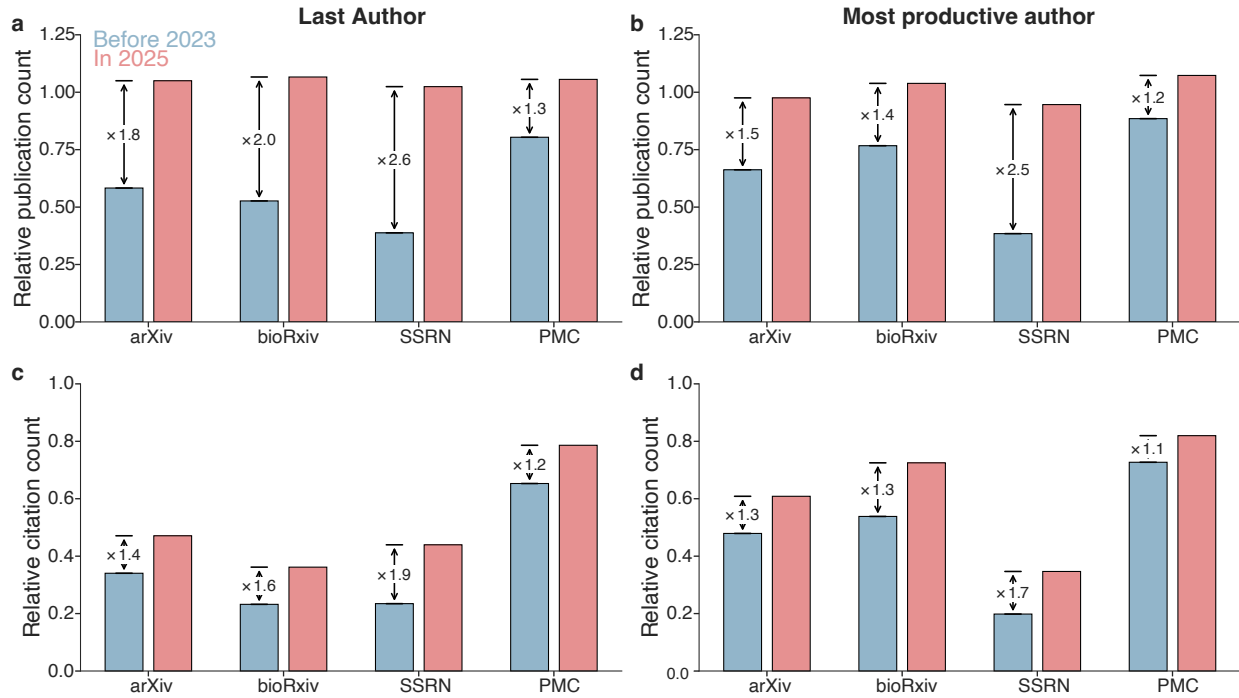 Last Author
Most productive author
a
Before 2023
In 2025
Relative publication count
1.25
1.00
0.75
0.50
0.25
0.00
×1.8
×2.0
×2.6
×1.3
arXiv
bioRxiv
SSRN
PMC
b
Relative publication count
1.25
1.00
0.75
0.50
0.25
0.00
×1.5
×1.4
×2.5
×1.2
arXiv
bioRxiv
SSRN
PMC
c
Relative citation count
1.0
0.8
0.6
0.4
0.2
0.0
×1.4
×1.6
×1.9
×1.2
arXiv
bioRxiv
SSRN
PMC
d
Relative citation count
1.0
0.8
0.6
0.4
0.2
0.0
×1.3
×1.3
×1.7
×1.1
arXiv
bioRxiv
SSRN
PMC